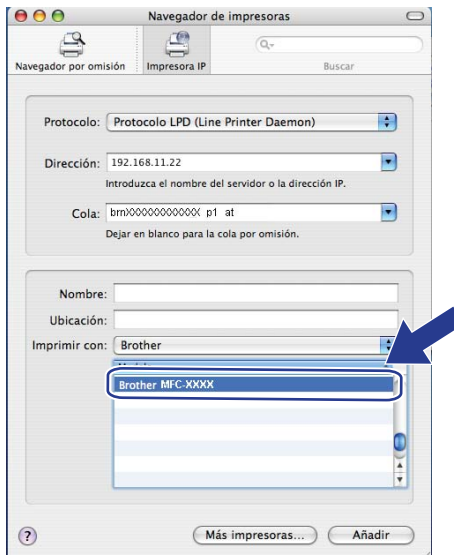 Navegador de impresoras
Navegador por omisión
Impresora IP
Buscar
Protocolo: Protocolo LPD (Line Printer Daemon)
Dirección: 192.168.11.22
Introduzca el nombre del servidor o la dirección IP.
Cola: brnXXXXXXXXXXXX p1 at
Dejar en blanco para la cola por omisión.
Nombre:
Ubicación:
Imprimir con: Brother
Brother MFC-XXXX
?
Más impresoras...
Añadir